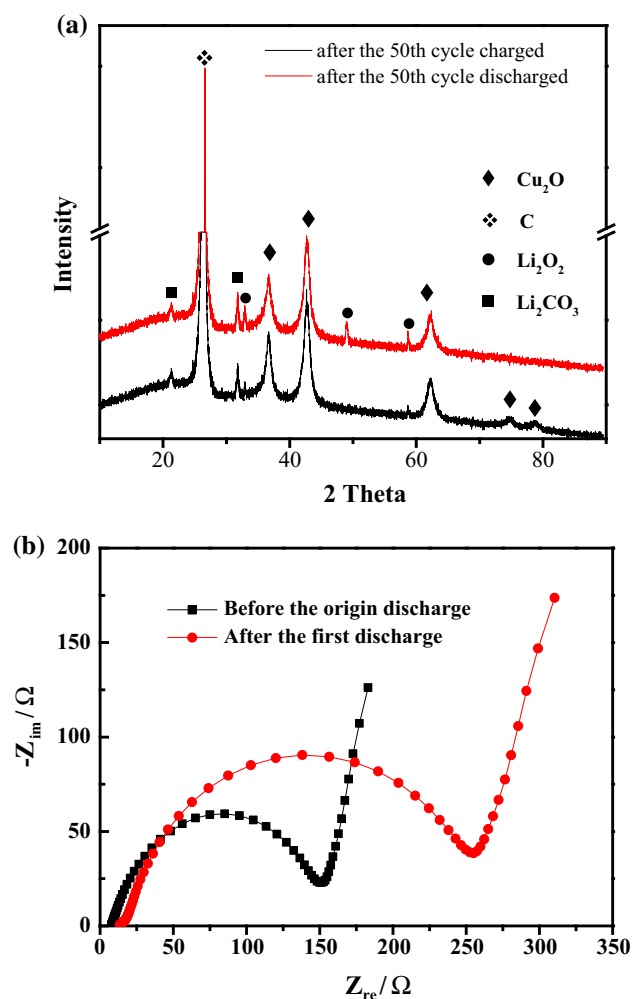 (a)
after the 50th cycle charged
after the 50th cycle discharged
Cu₂O
C
Li₂O₂
Li₂CO₃
Intensity
20 40 60 80
2 Theta
(b)
200
150
100
50
0
Before the origin discharge
After the first discharge
-Z_im / Ω
0 50 100 150 200 250 300 350
Z_re / Ω